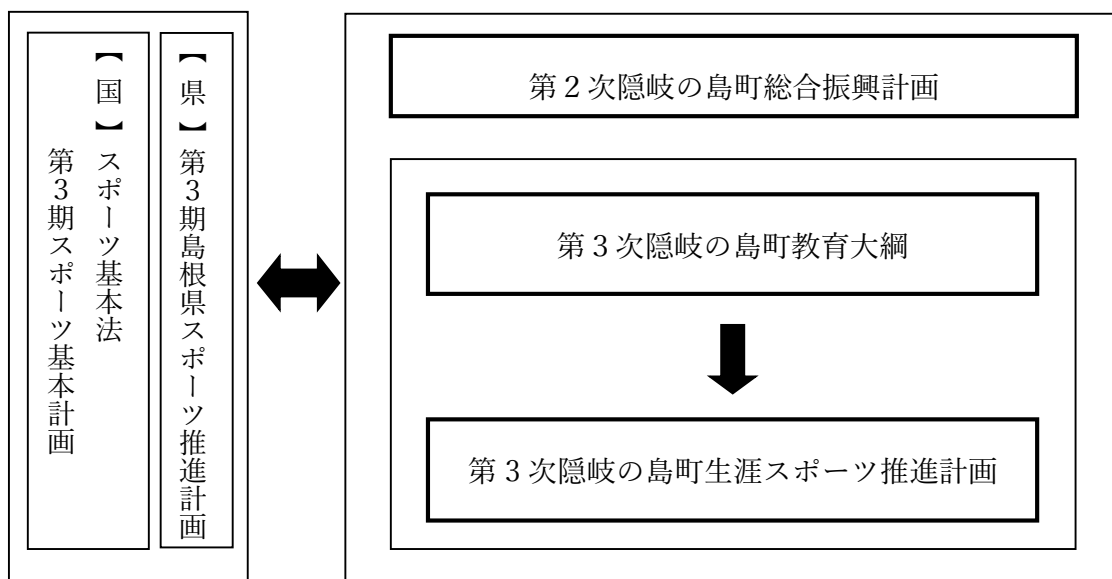 【国】スポーツ基本法
第3期スポーツ基本計画
【県】第3期島根県スポーツ推進計画
第２次隠岐の島町総合振興計画
第３次隠岐の島町教育大綱
第３次隠岐の島町生涯スポーツ推進計画